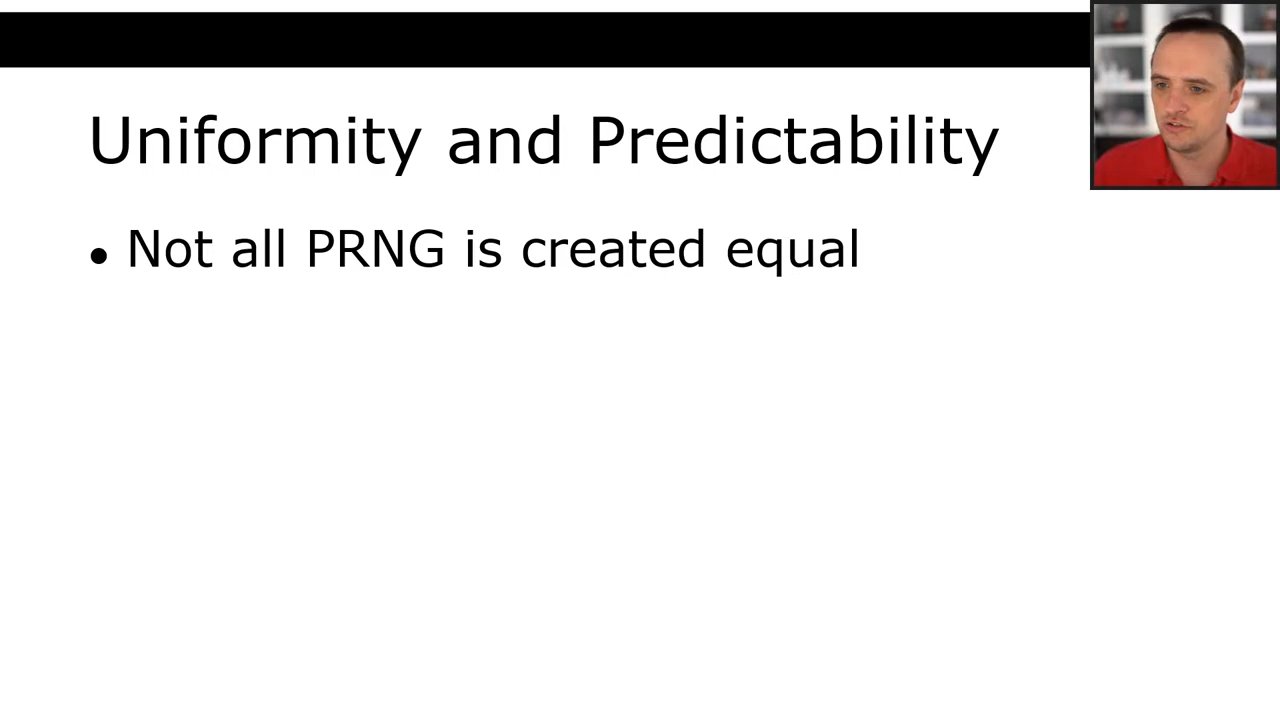 Uniformity and Predictability
● Not all PRNG is created equal